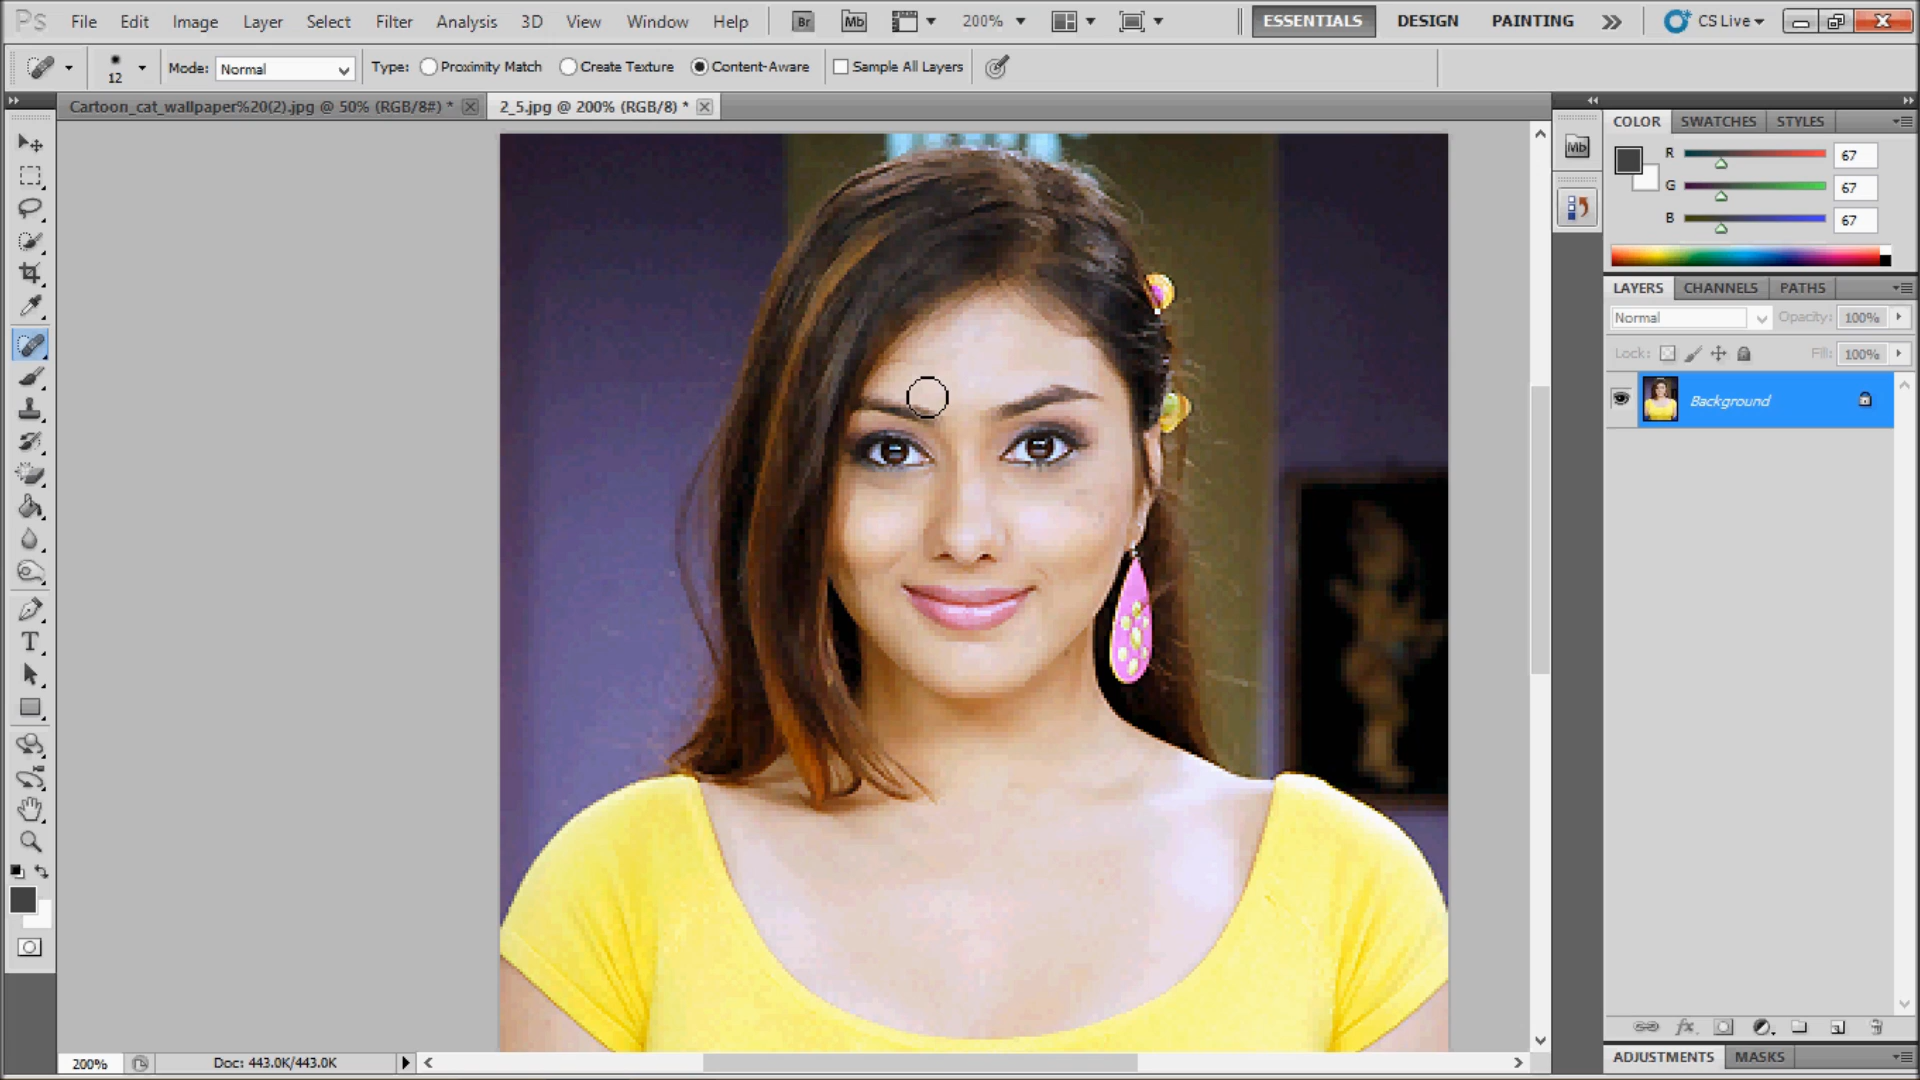 Ps File Edit Image Layer Select Filter Analysis 3D View Window Help Br Mb 200% ESSENTIALS DESIGN PAINTING CS Live
12 Mode: Normal Type: Proximity Match Create Texture Content-Aware Sample All Layers
Cartoon_cat_wallpaper%20(2).jpg @ 50% (RGB/8#) * 2_5.jpg @ 200% (RGB/8) *
COLOR SWATCHES STYLES
Mb
R 67
G 67
B 67
LAYERS CHANNELS PATHS
Normal Opacity: 100%
Lock: Fill: 100%
Background
T
fx
ADJUSTMENTS MASKS
200% Doc: 443.0K/443.0K